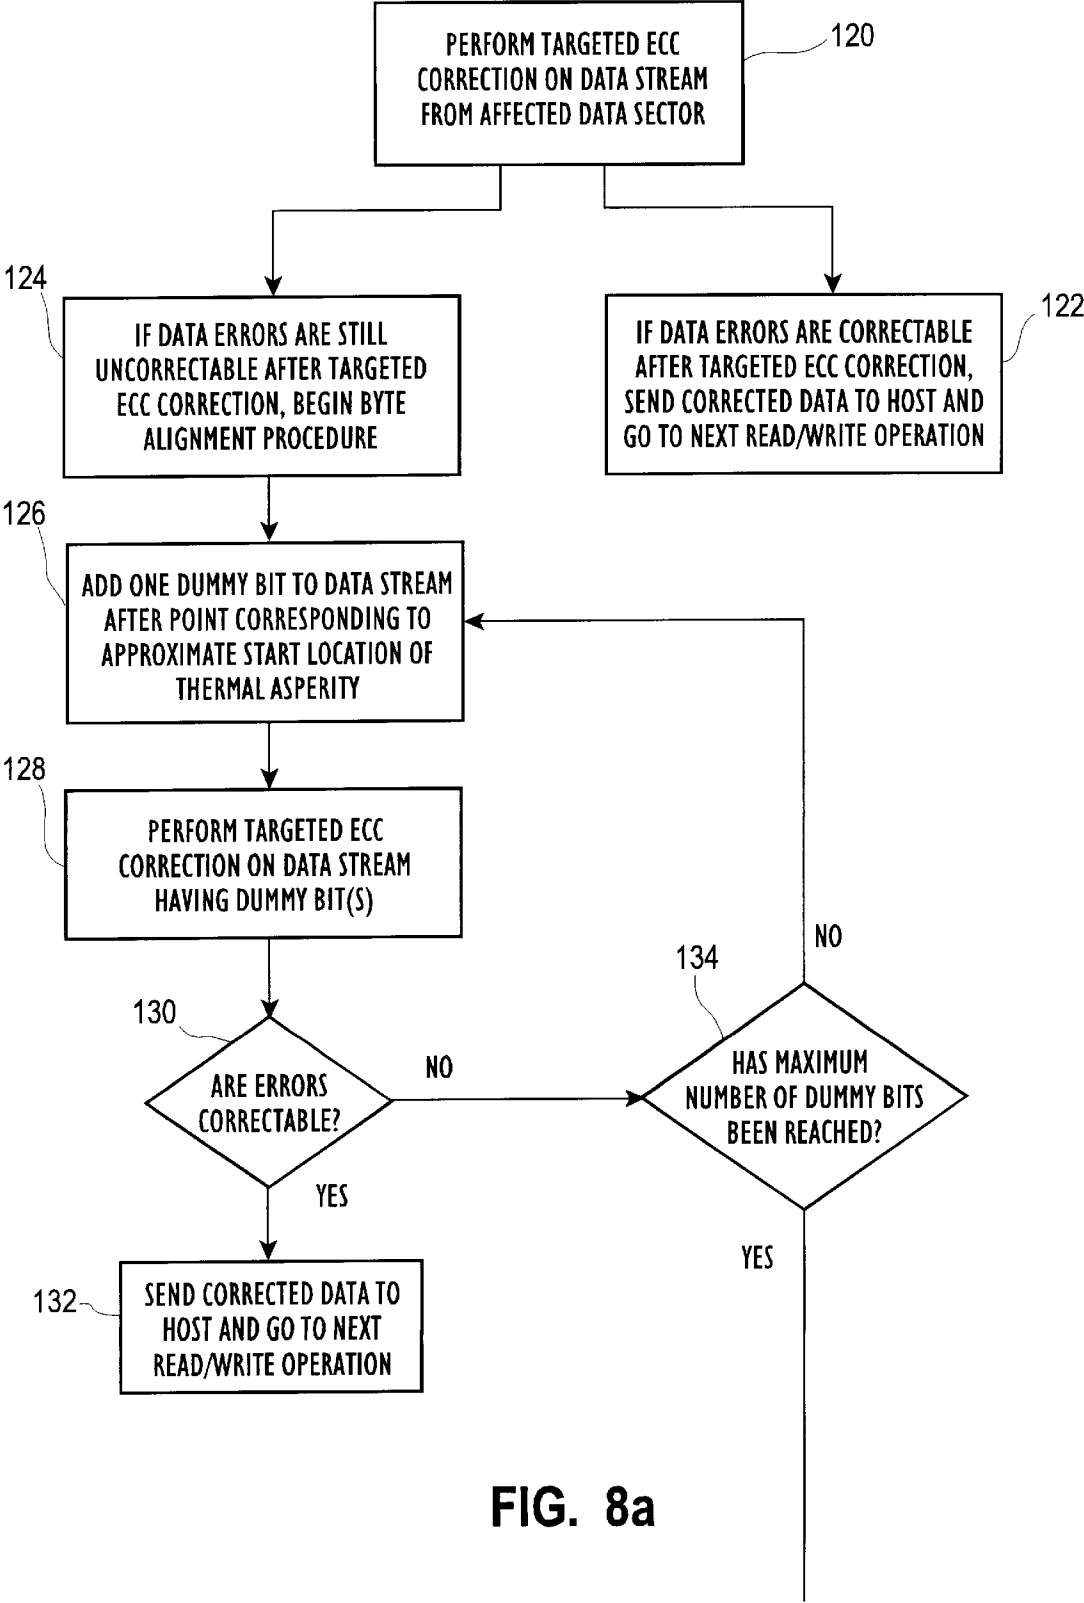 PERFORM TARGETED ECC
CORRECTION ON DATA STREAM
FROM AFFECTED DATA SECTOR
120
124
IF DATA ERRORS ARE STILL
UNCORRECTABLE AFTER TARGETED
ECC CORRECTION, BEGIN BYTE
ALIGNMENT PROCEDURE
122
IF DATA ERRORS ARE CORRECTABLE
AFTER TARGETED ECC CORRECTION,
SEND CORRECTED DATA TO HOST AND
GO TO NEXT READ/WRITE OPERATION
126
ADD ONE DUMMY BIT TO DATA STREAM
AFTER POINT CORRESPONDING TO
APPROXIMATE START LOCATION OF
THERMAL ASPERITY
128
PERFORM TARGETED ECC
CORRECTION ON DATA STREAM
HAVING DUMMY BIT(S)
NO
134
130
ARE ERRORS
CORRECTABLE?
NO
HAS MAXIMUM
NUMBER OF DUMMY BITS
BEEN REACHED?
YES
YES
132
SEND CORRECTED DATA TO
HOST AND GO TO NEXT
READ/WRITE OPERATION
FIG. 8a